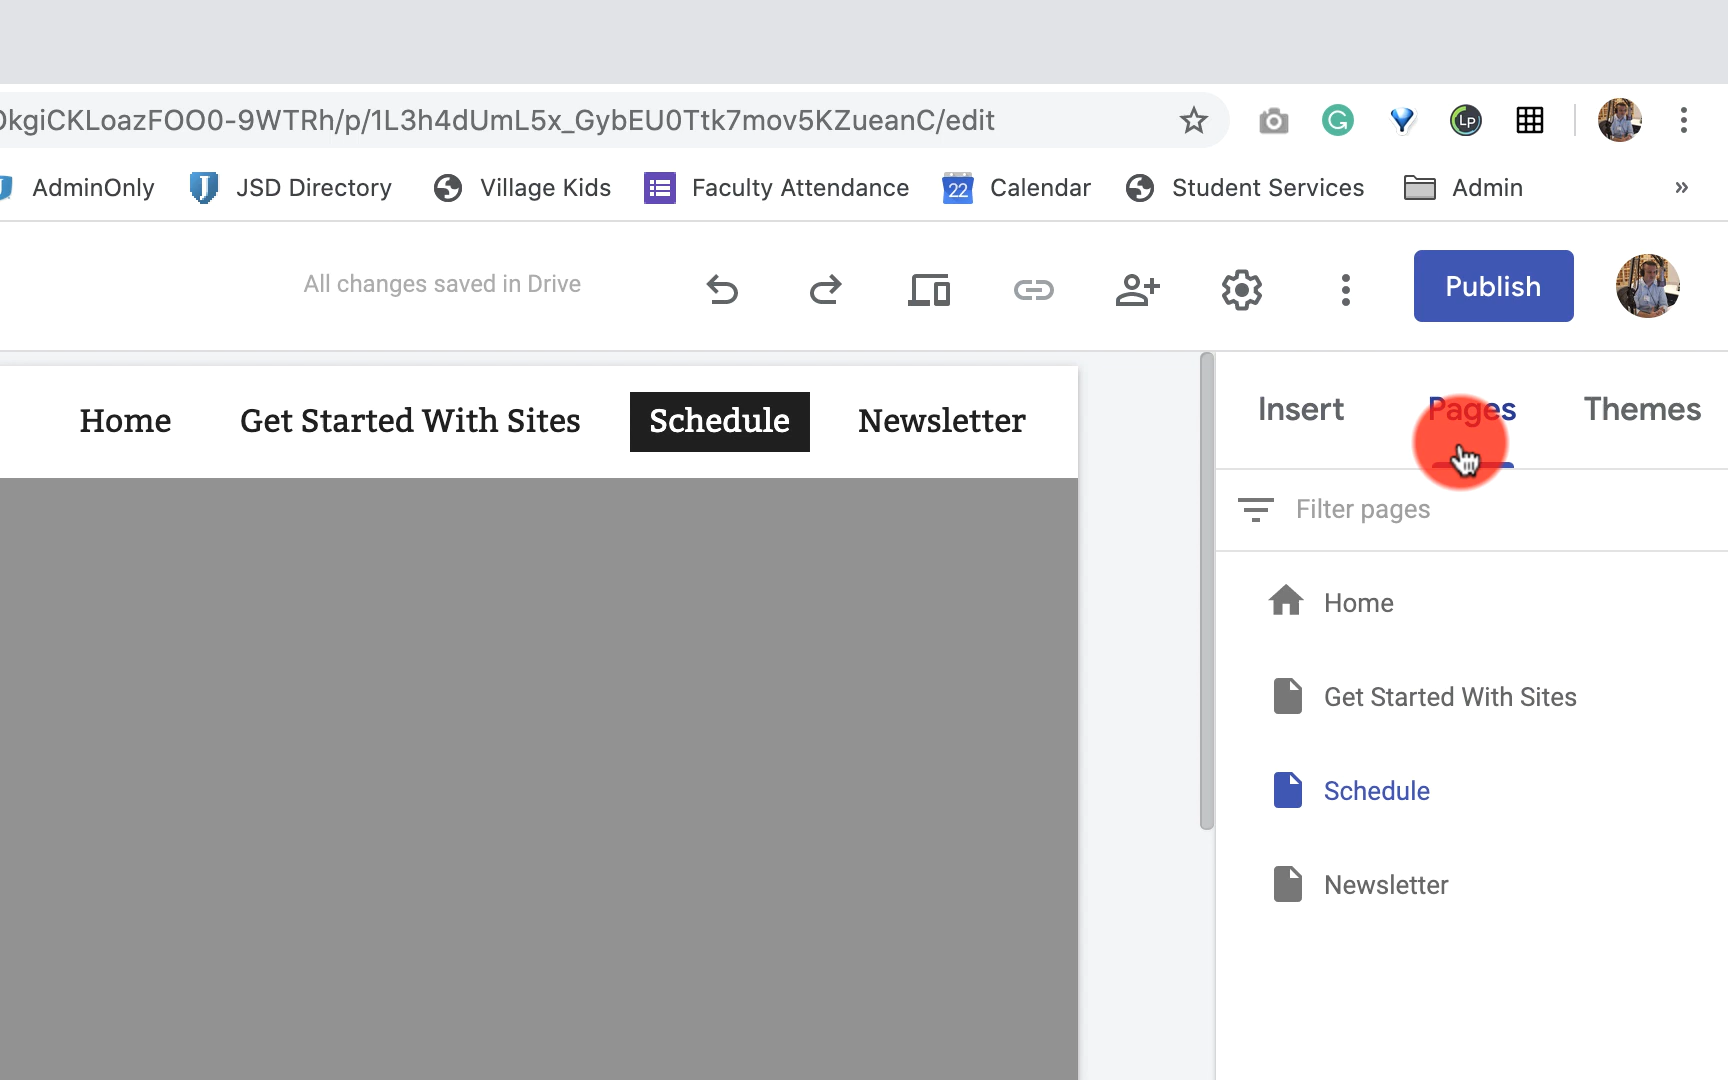 OkgiCKLoazFOO0-9WTRh/p/1L3h4dUmL5x_GybEU0Ttk7mov5KZueanC/edit
AdminOnly JSD Directory Village Kids Faculty Attendance 22 Calendar Student Services Admin »
All changes saved in Drive Publish
Home Get Started With Sites Schedule Newsletter
Insert Pages Themes
Filter pages
Home
Get Started With Sites
Schedule
Newsletter